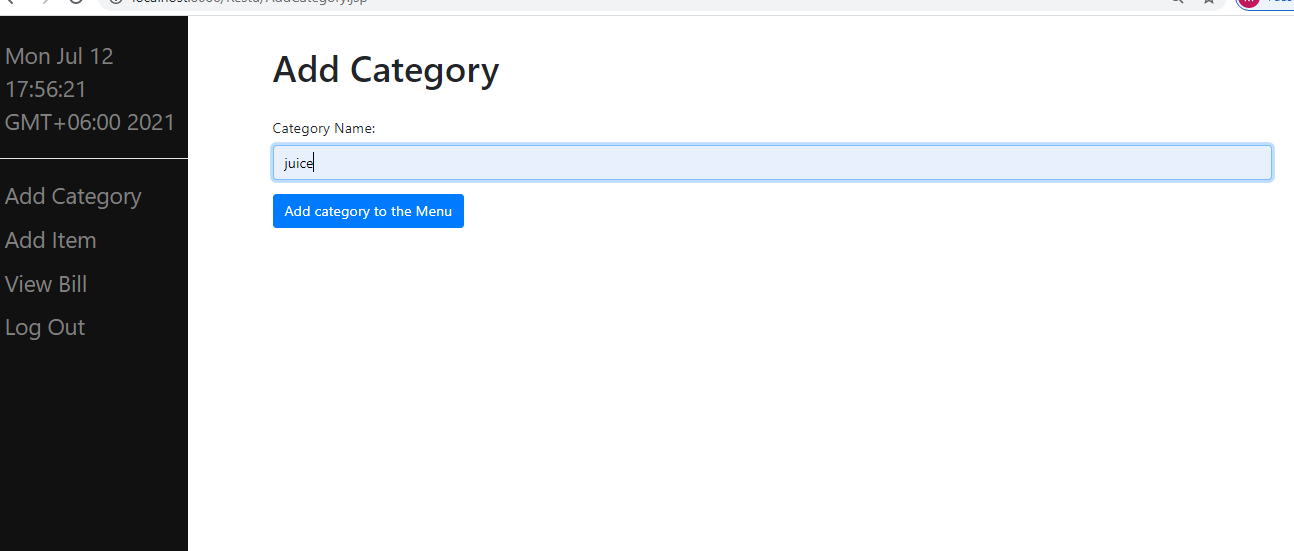 Mon Jul 12
17:56:21
GMT+06:00 2021
Add Category
Add Item
View Bill
Log Out
Add Category
Category Name:
juice
Add category to the Menu